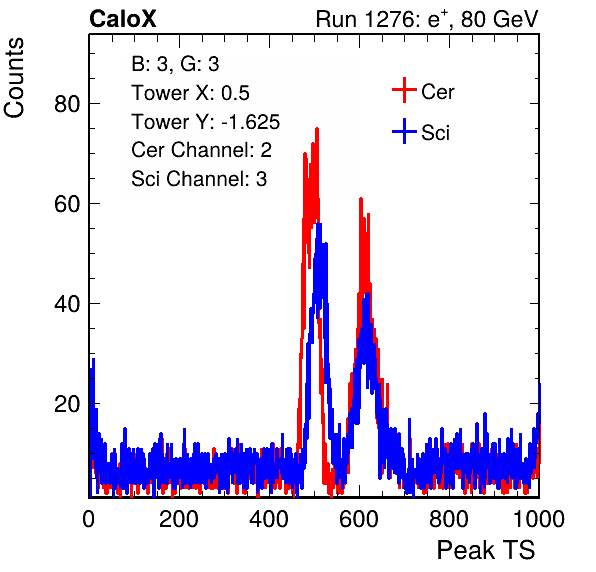 CaloX
Run 1276: e+, 80 GeV
Counts
B: 3, G: 3
Tower X: 0.5
Tower Y: -1.625
Cer Channel: 2
Sci Channel: 3
Cer
Sci
80
60
40
20
0 200 400 600 800 1000
Peak TS